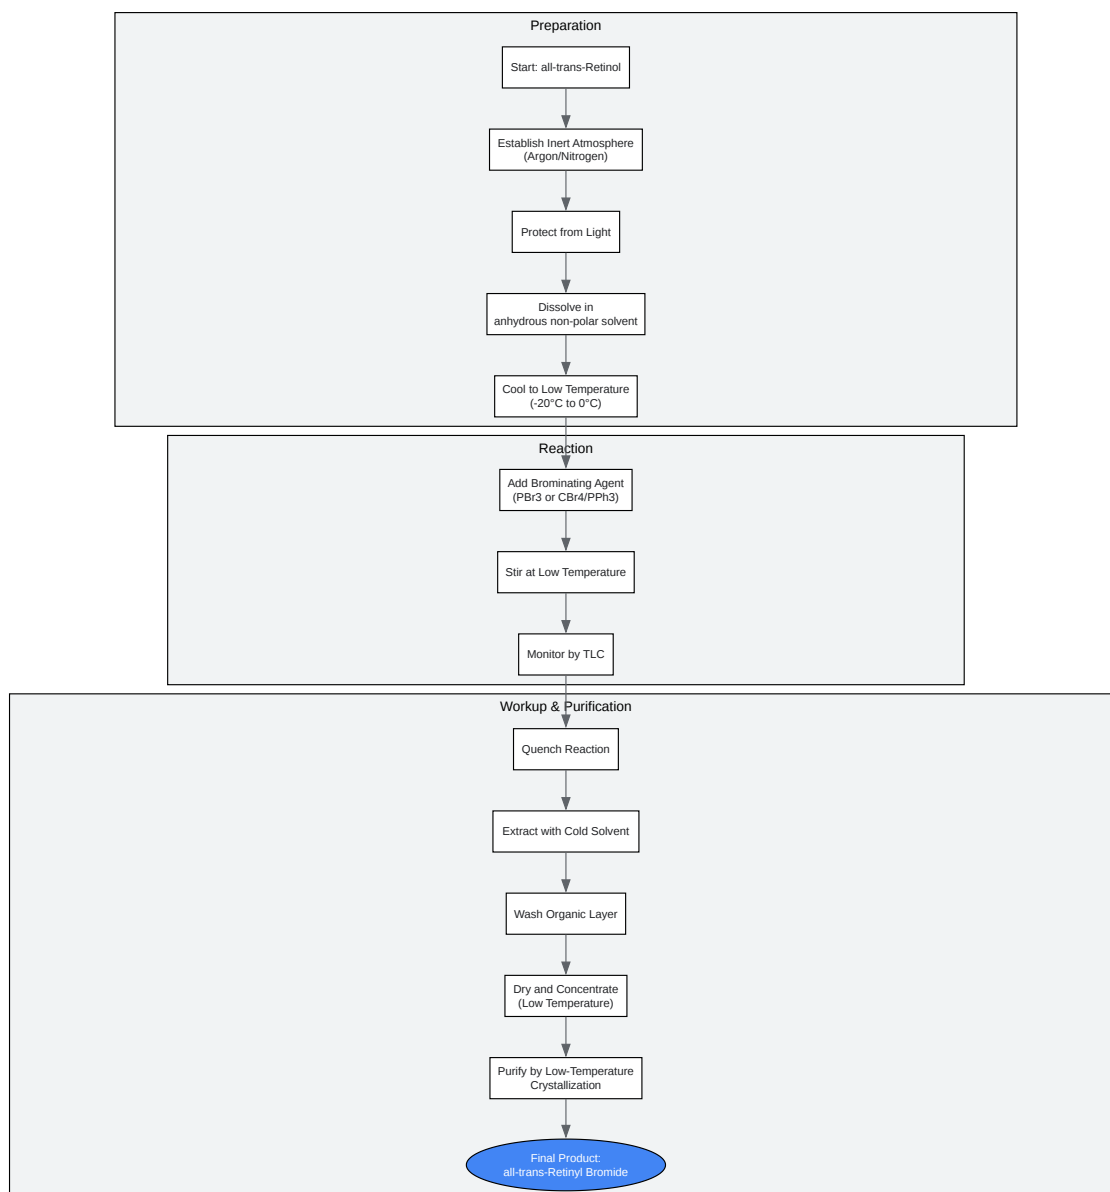 Preparation
Start: all-trans-Retinol
Establish Inert Atmosphere
(Argon/Nitrogen)
Protect from Light
Dissolve in
anhydrous non-polar solvent
Cool to Low Temperature
(-20°C to 0°C)
Reaction
Add Brominating Agent
(PBr3 or CBr4/PPh3)
Stir at Low Temperature
Monitor by TLC
Workup & Purification
Quench Reaction
Extract with Cold Solvent
Wash Organic Layer
Dry and Concentrate
(Low Temperature)
Purify by Low-Temperature
Crystallization
Final Product:
all-trans-Retinyl Bromide